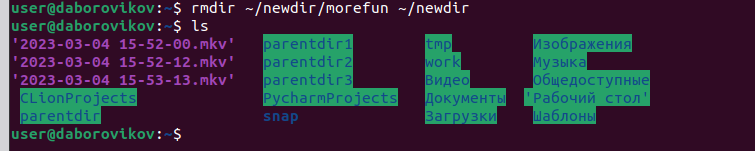 user@daborovikov:~$ rmdir ~/newdir/morefun ~/newdir
user@daborovikov:~$ ls
'2023-03-04 15-52-00.mkv' parentdir1 tmp Изображения
'2023-03-04 15-52-12.mkv' parentdir2 work Музыка
'2023-03-04 15-53-13.mkv' parentdir3 Видео Общедоступные
CLionProjects PycharmProjects Документы 'Рабочий стол'
parentdir snap Загрузки Шаблоны
user@daborovikov:~$